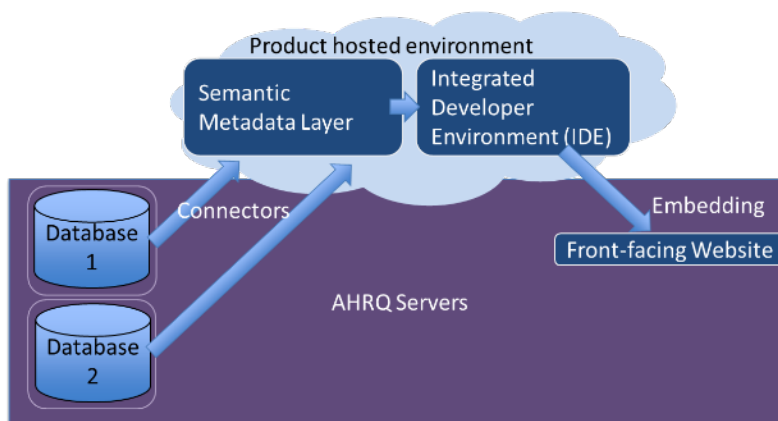 Product hosted environment
Semantic
Metadata Layer
Integrated
Developer
Environment (IDE)
Connectors
Embedding
Database
1
Front-facing Website
AHRQ Servers
Database
2